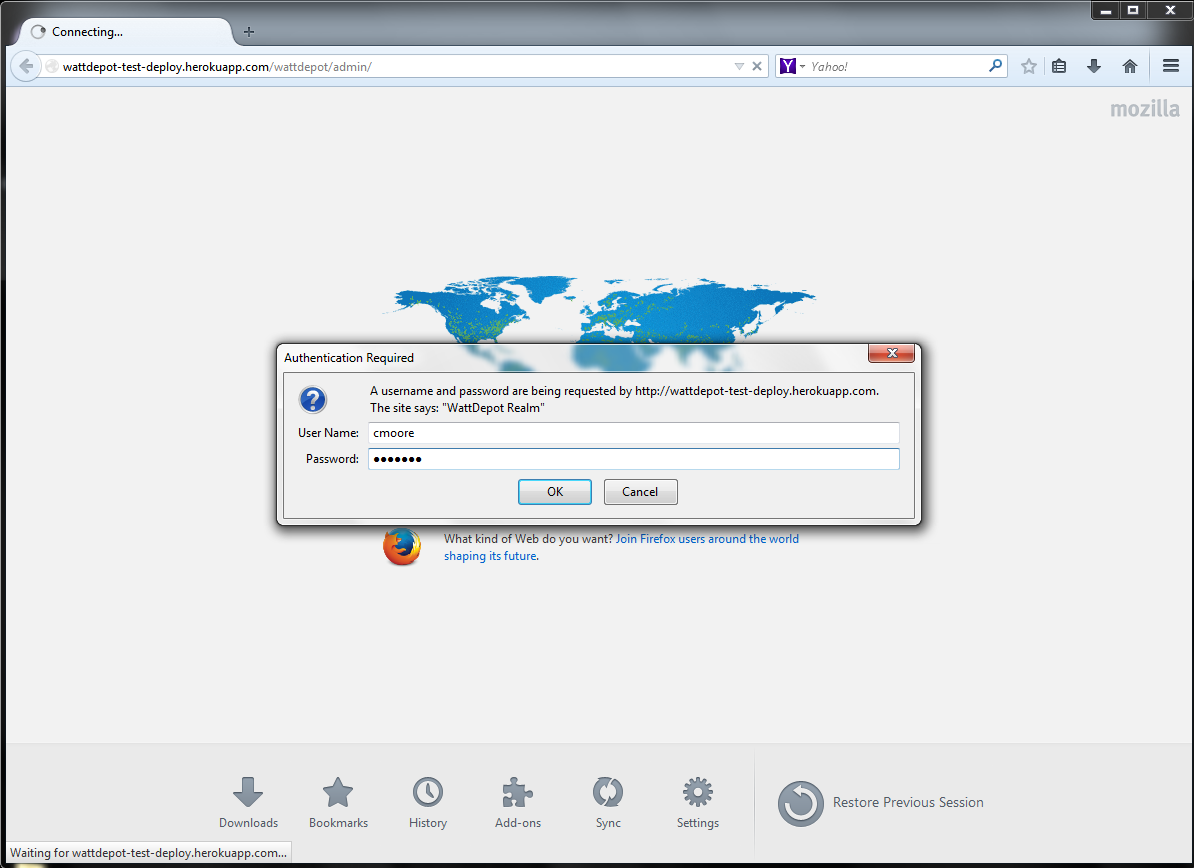 Connecting...
wattdepot-test-deploy.herokuapp.com/wattdepot/admin/
Yahoo!
mozilla
Authentication Required
A username and password are being requested by http://wattdepot-test-deploy.herokuapp.com.
The site says: "WattDepot Realm"
User Name: cmoore
Password: •••••••
OK Cancel
What kind of Web do you want? Join Firefox users around the world
shaping its future.
Downloads Bookmarks History Add-ons Sync Settings Restore Previous Session
Waiting for wattdepot-test-deploy.herokuapp.com...